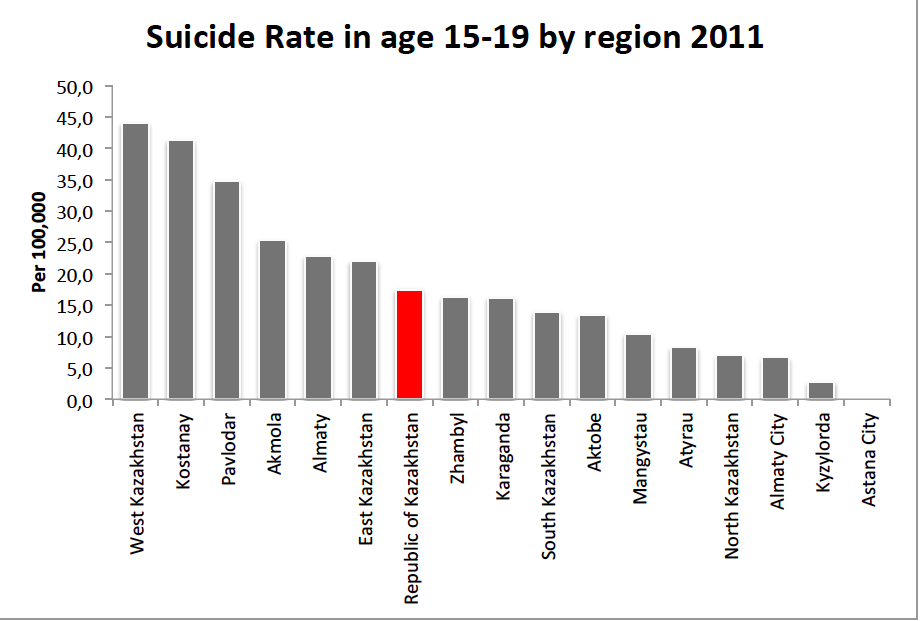 Suicide Rate in age 15-19 by region 2011
Per 100,000
50,0
45,0
40,0
35,0
30,0
25,0
20,0
15,0
10,0
5,0
0,0
West Kazakhstan
Kostanay
Pavlodar
Akmola
Almaty
East Kazakhstan
Republic of Kazakhstan
Zhambyl
Karaganda
South Kazakhstan
Aktobe
Mangystau
Atyrau
North Kazakhstan
Almaty City
Kyzylorda
Astana City